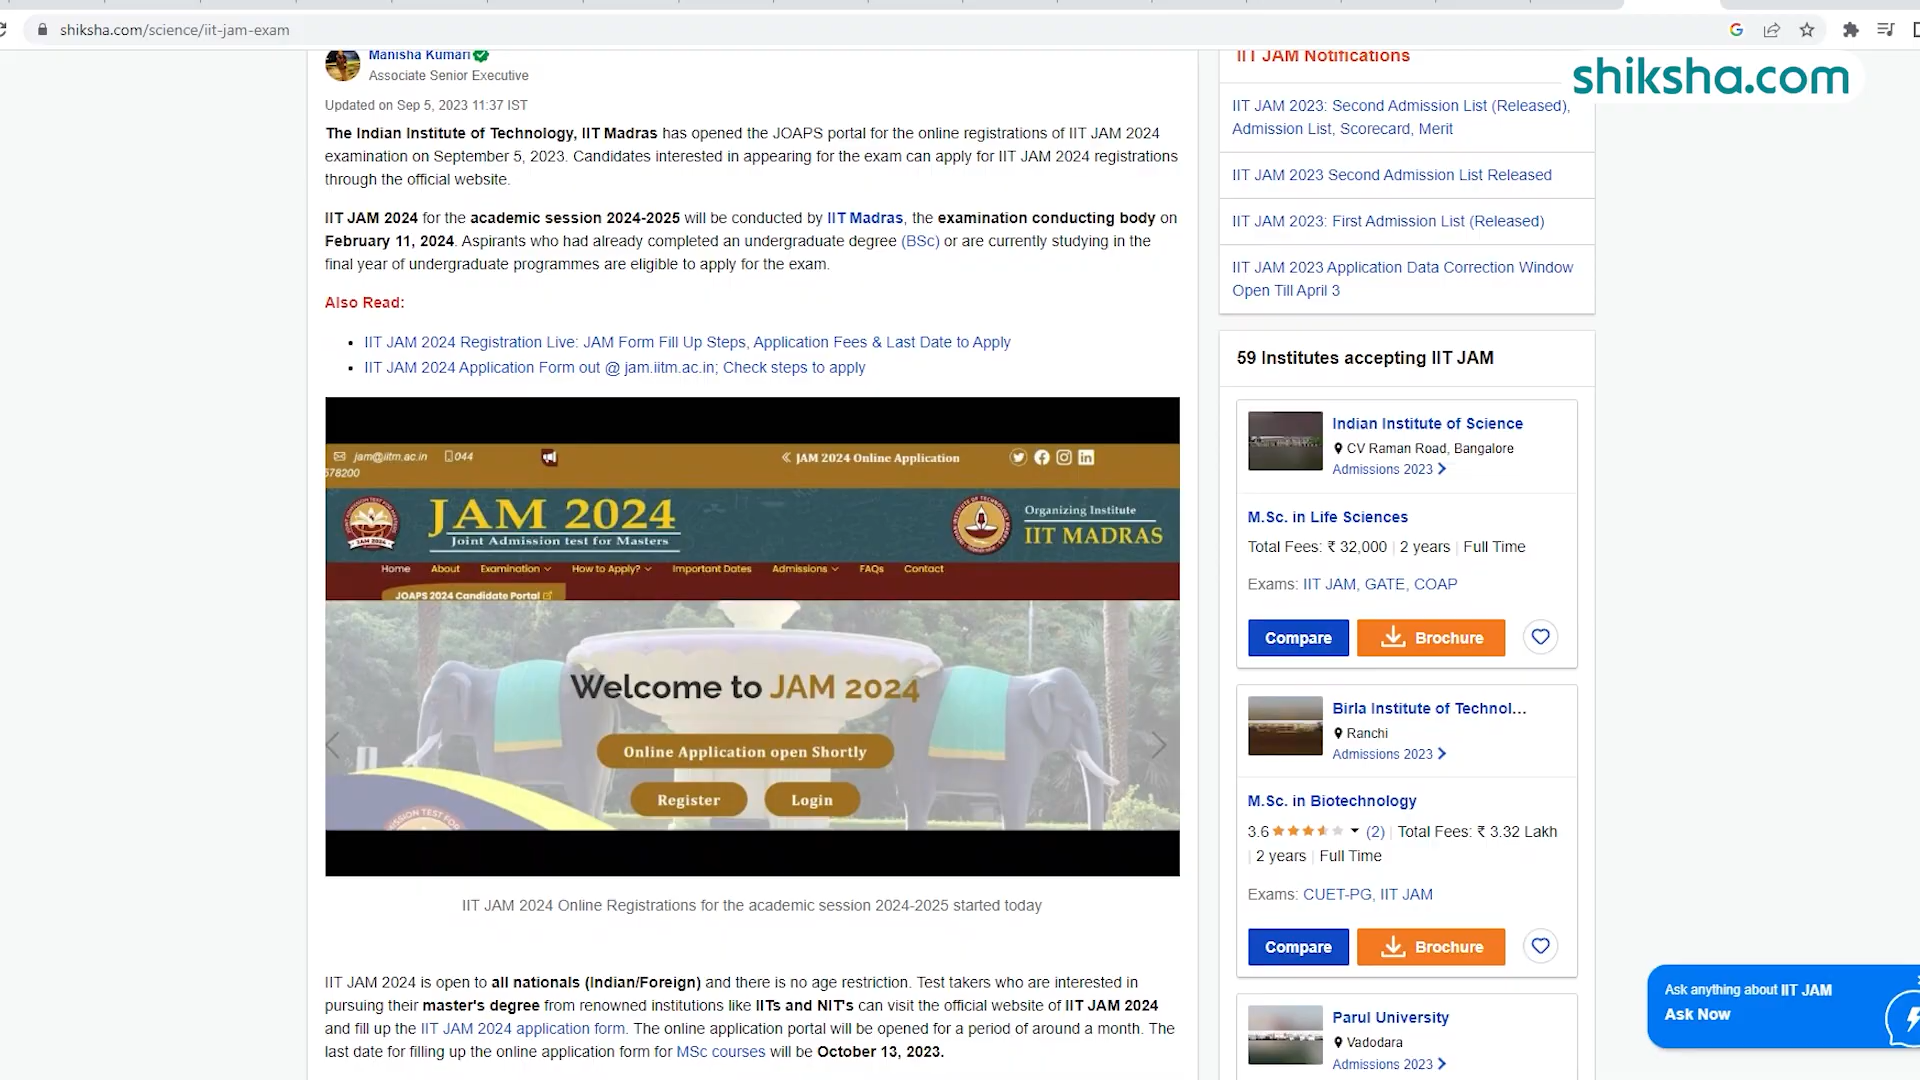 shiksha.com/science/iit-jam-exam
shiksha.com
Manisha Kumari
Associate Senior Executive
Updated on Sep 5, 2023 11:37 IST
The Indian Institute of Technology, IIT Madras has opened the JOAPS portal for the online registrations of IIT JAM 2024
examination on September 5, 2023. Candidates interested in appearing for the exam can apply for IIT JAM 2024 registrations
through the official website.
IIT JAM 2024 for the academic session 2024-2025 will be conducted by IIT Madras, the examination conducting body on
February 11, 2024. Aspirants who had already completed an undergraduate degree (BSc) or are currently studying in the
final year of undergraduate programmes are eligible to apply for the exam.
Also Read:
• IIT JAM 2024 Registration Live: JAM Form Fill Up Steps, Application Fees & Last Date to Apply
• IIT JAM 2024 Application Form out @ jam.iitm.ac.in; Check steps to apply
jam@iitm.ac.in 044
578200
JAM 2024 Online Application
JAM 2024
Joint Admission test for Masters
JAM 2024
Organizing Institute
IIT MADRAS
Home About Examination How to Apply? Important Dates Admissions FAQs Contact
JOAPS 2024 Candidate Portal
Welcome to JAM 2024
Online Application open Shortly
Register Login
IIT JAM 2024 Online Registrations for the academic session 2024-2025 started today
IIT JAM 2024 is open to all nationals (Indian/Foreign) and there is no age restriction. Test takers who are interested in
pursuing their master's degree from renowned institutions like IITs and NIT's can visit the official website of IIT JAM 2024
and fill up the IIT JAM 2024 application form. The online application portal will be opened for a period of around a month. The
last date for filling up the online application form for MSc courses will be October 13, 2023.
IIT JAM Notifications
IIT JAM 2023: Second Admission List (Released),
Admission List, Scorecard, Merit
IIT JAM 2023 Second Admission List Released
IIT JAM 2023: First Admission List (Released)
IIT JAM 2023 Application Data Correction Window
Open Till April 3
59 Institutes accepting IIT JAM
Indian Institute of Science
CV Raman Road, Bangalore
Admissions 2023
M.Sc. in Life Sciences
Total Fees: ₹ 32,000 | 2 years | Full Time
Exams: IIT JAM, GATE, COAP
Compare Brochure
Birla Institute of Technol...
Ranchi
Admissions 2023
M.Sc. in Biotechnology
3.6 (2) | Total Fees: ₹ 3.32 Lakh
| 2 years | Full Time
Exams: CUET-PG, IIT JAM
Compare Brochure
Parul University
Vadodara
Admissions 2023
Ask anything about IIT JAM
Ask Now